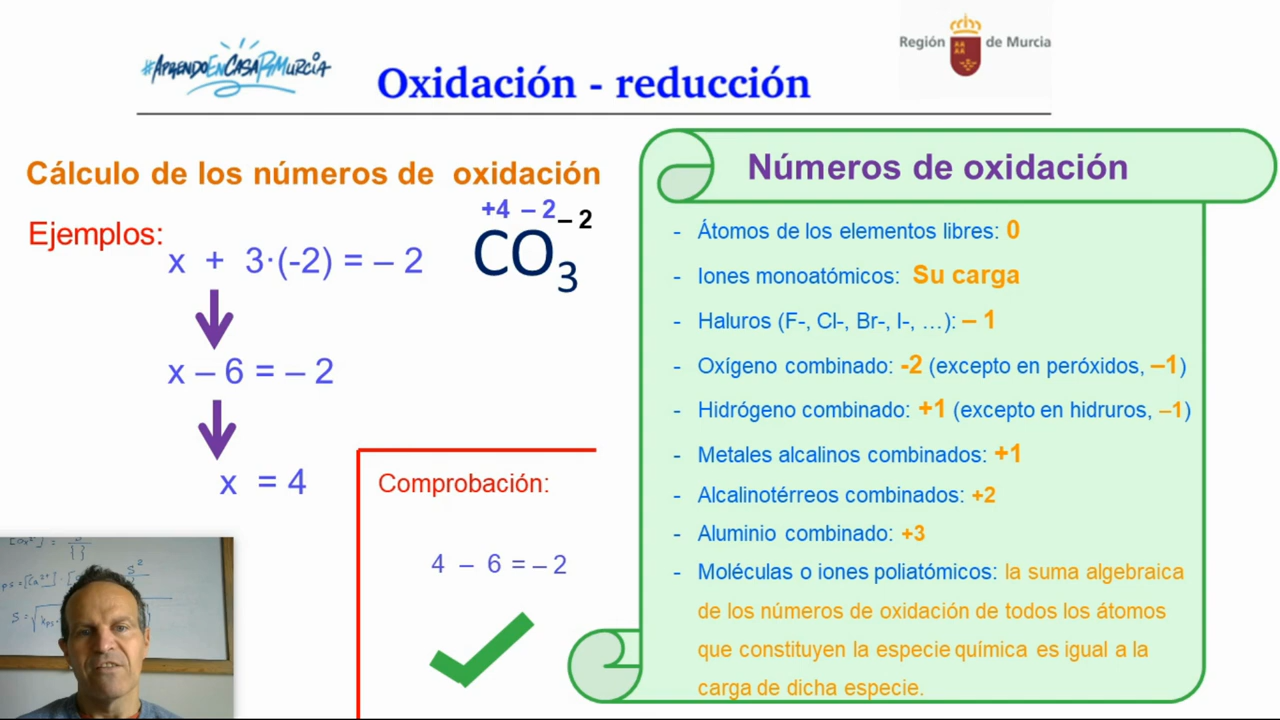 #AprendoEnCasaRMurcia
Región de Murcia
Oxidación - reducción
Cálculo de los números de oxidación
Ejemplos:
+4 – 2
CO3 – 2
x + 3·(-2) = – 2
x – 6 = – 2
x = 4
Comprobación:
4 – 6 = – 2
Números de oxidación
- Átomos de los elementos libres: 0
- Iones monoatómicos: Su carga
- Haluros (F-, Cl-, Br-, I-, …): – 1
- Oxígeno combinado: -2 (excepto en peróxidos, –1)
- Hidrógeno combinado: +1 (excepto en hidruros, –1)
- Metales alcalinos combinados: +1
- Alcalinotérreos combinados: +2
- Aluminio combinado: +3
- Moléculas o iones poliatómicos: la suma algebraica
de los números de oxidación de todos los átomos
que constituyen la especie química es igual a la
carga de dicha especie.